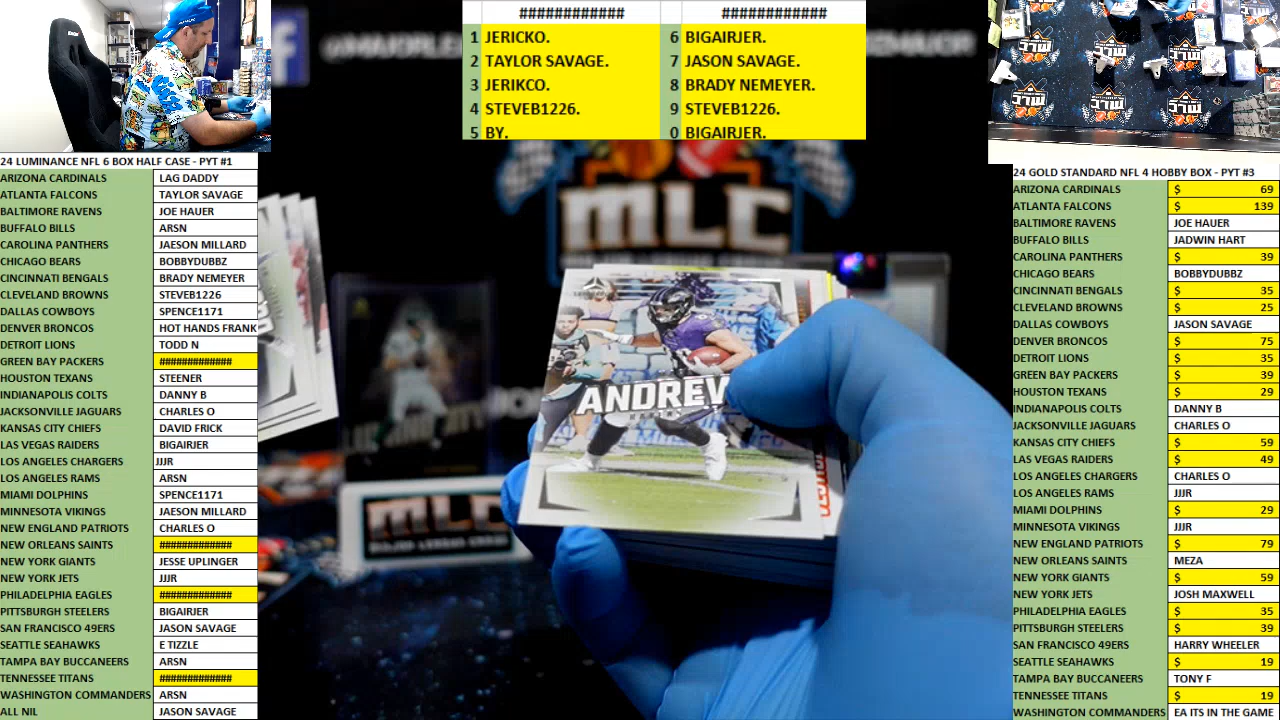 ############ ############
1 JERICKO. 6 BIGAIRJER.
2 TAYLOR SAVAGE. 7 JASON SAVAGE.
3 JERIKCO. 8 BRADY NEMEYER.
4 STEVEB1226. 9 STEVEB1226.
5 BY. 0 BIGAIRJER.
24 LUMINANCE NFL 6 BOX HALF CASE - PYT #1
ARIZONA CARDINALS LAG DADDY
ATLANTA FALCONS TAYLOR SAVAGE
BALTIMORE RAVENS JOE HAUER
BUFFALO BILLS ARSN
CAROLINA PANTHERS JAESON MILLARD
CHICAGO BEARS BOBBYDUBBZ
CINCINNATI BENGALS BRADY NEMEYER
CLEVELAND BROWNS STEVEB1226
DALLAS COWBOYS SPENCE1171
DENVER BRONCOS HOT HANDS FRANK
DETROIT LIONS TODD N
GREEN BAY PACKERS ############
HOUSTON TEXANS STEENER
INDIANAPOLIS COLTS DANNY B
JACKSONVILLE JAGUARS CHARLES O
KANSAS CITY CHIEFS DAVID FRICK
LAS VEGAS RAIDERS BIGAIRJER
LOS ANGELES CHARGERS JJJR
LOS ANGELES RAMS ARSN
MIAMI DOLPHINS SPENCE1171
MINNESOTA VIKINGS JAESON MILLARD
NEW ENGLAND PATRIOTS CHARLES O
NEW ORLEANS SAINTS ############
NEW YORK GIANTS JESSE UPLINGER
NEW YORK JETS JJJR
PHILADELPHIA EAGLES ############
PITTSBURGH STEELERS BIGAIRJER
SAN FRANCISCO 49ERS JASON SAVAGE
SEATTLE SEAHAWKS E TIZZLE
TAMPA BAY BUCCANEERS ARSN
TENNESSEE TITANS ############
WASHINGTON COMMANDERS ARSN
ALL NIL JASON SAVAGE
MLC
ANDREW
MLC
24 GOLD STANDARD NFL 4 HOBBY BOX - PYT #3
ARIZONA CARDINALS $ 69
ATLANTA FALCONS $ 139
BALTIMORE RAVENS JOE HAUER
BUFFALO BILLS JADWIN HART
CAROLINA PANTHERS $ 39
CHICAGO BEARS BOBBYDUBBZ
CINCINNATI BENGALS $ 35
CLEVELAND BROWNS $ 25
DALLAS COWBOYS JASON SAVAGE
DENVER BRONCOS $ 75
DETROIT LIONS $ 35
GREEN BAY PACKERS $ 39
HOUSTON TEXANS $ 29
INDIANAPOLIS COLTS DANNY B
JACKSONVILLE JAGUARS CHARLES O
KANSAS CITY CHIEFS $ 59
LAS VEGAS RAIDERS $ 49
LOS ANGELES CHARGERS CHARLES O
LOS ANGELES RAMS JJJR
MIAMI DOLPHINS $ 29
MINNESOTA VIKINGS JJJR
NEW ENGLAND PATRIOTS $ 79
NEW ORLEANS SAINTS MEZA
NEW YORK GIANTS $ 59
NEW YORK JETS JOSH MAXWELL
PHILADELPHIA EAGLES $ 35
PITTSBURGH STEELERS $ 39
SAN FRANCISCO 49ERS HARRY WHEELER
SEATTLE SEAHAWKS $ 19
TAMPA BAY BUCCANEERS TONY F
TENNESSEE TITANS $ 19
WASHINGTON COMMANDERS EA ITS IN THE GAME